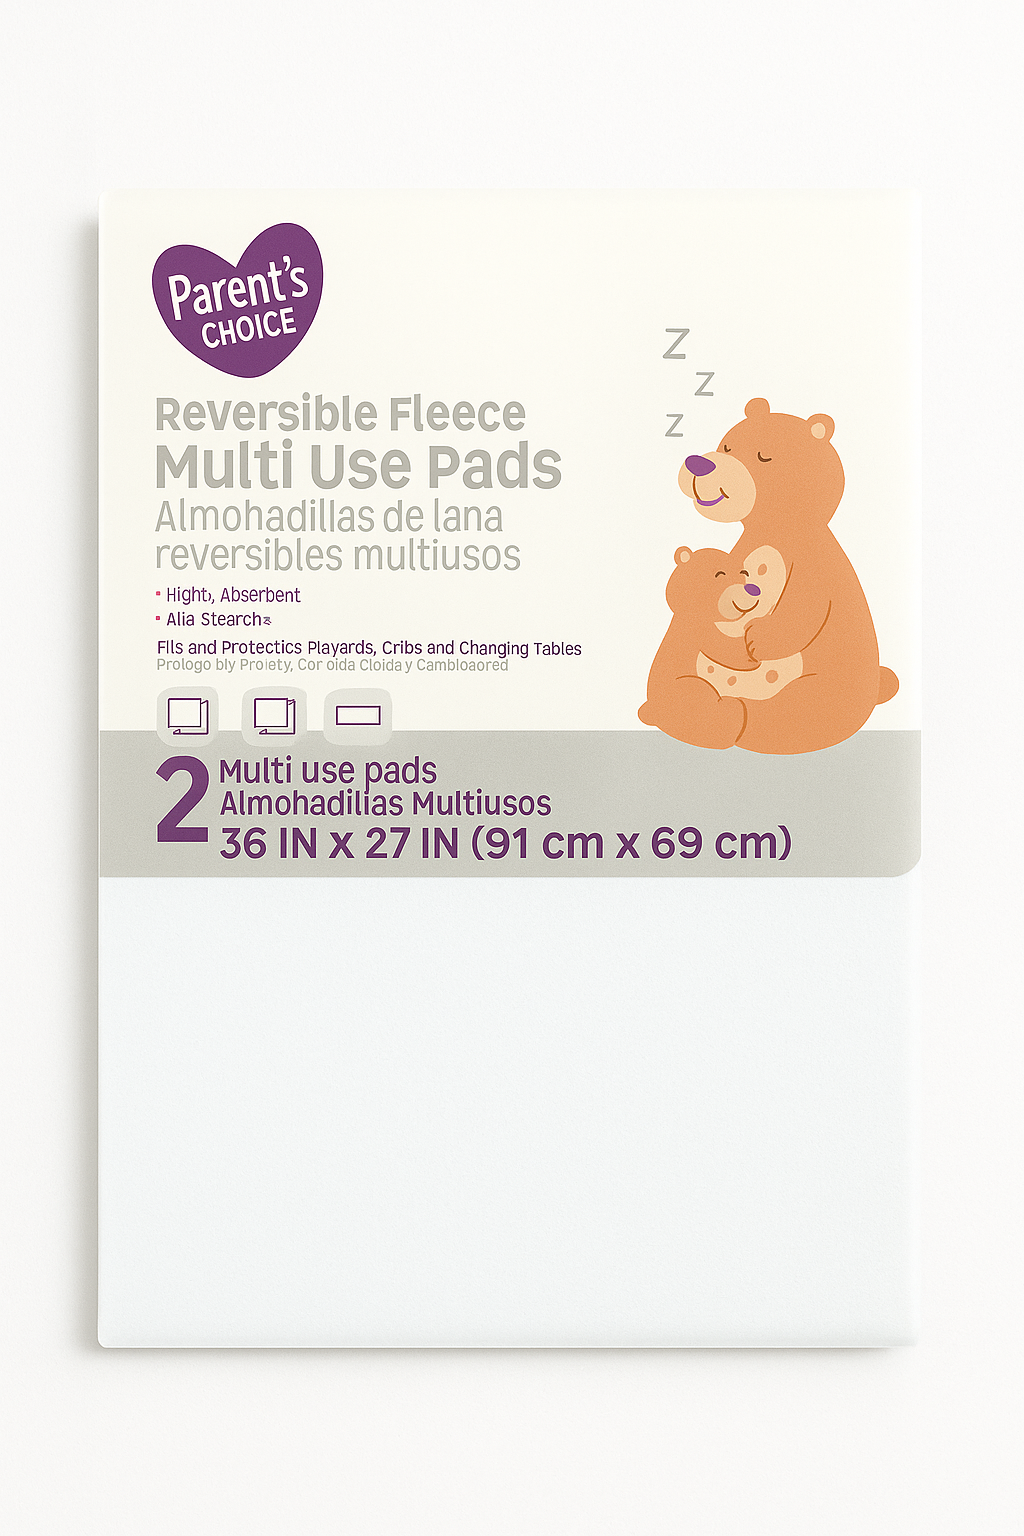 Parent's
CHOICE
Z
Z
Z
Reversible Fleece
Multi Use Pads
Almohadillas de lana
reversibles multiusos
• Hight, Abserbent
• Alia Stearch
Flls and Protectics Playards, Cribs and Changing Tables
Prologo bly Proiety, Cor oida Cloida y Cambloaored
2 Multi use pads
Almohadilias Multiusos
36 IN x 27 IN (91 cm x 69 cm)